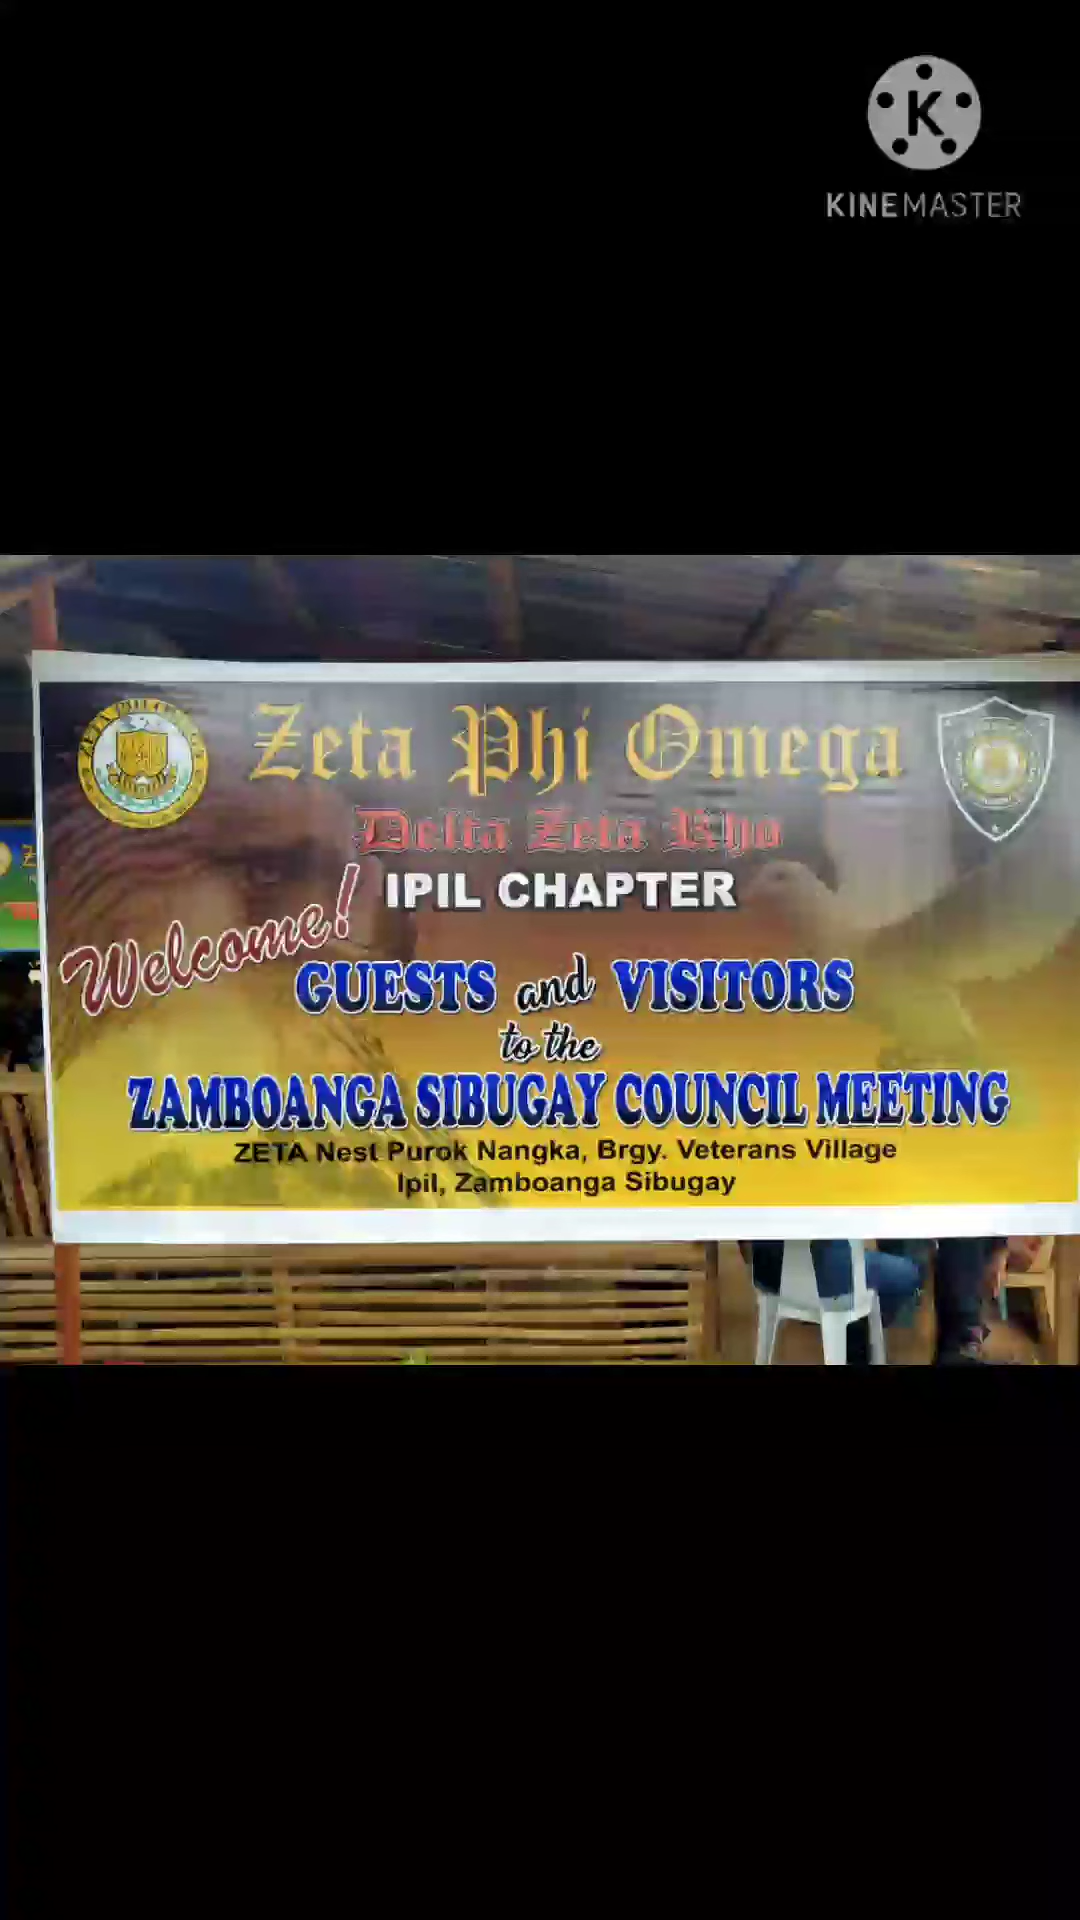 K
KINEMASTER
Zeta Phi Omega
Delta Zeta Rho
IPIL CHAPTER
Welcome!
GUESTS and VISITORS
to the
ZAMBOANGA SIBUGAY COUNCIL MEETING
ZETA Nest Purok Nangka, Brgy. Veterans Village
Ipil, Zamboanga Sibugay